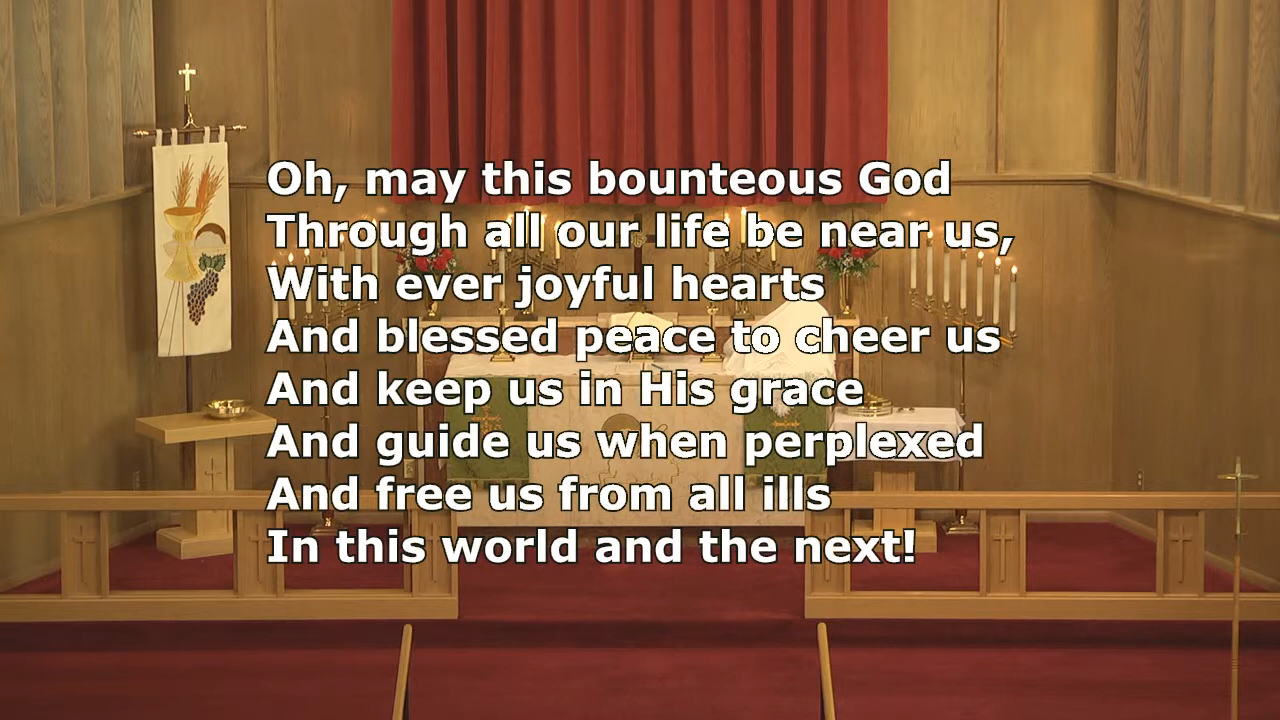 Oh, may this bounteous God
Through all our life be near us,
With ever joyful hearts
And blessed peace to cheer us
And keep us in His grace
And guide us when perplexed
And free us from all ills
In this world and the next!